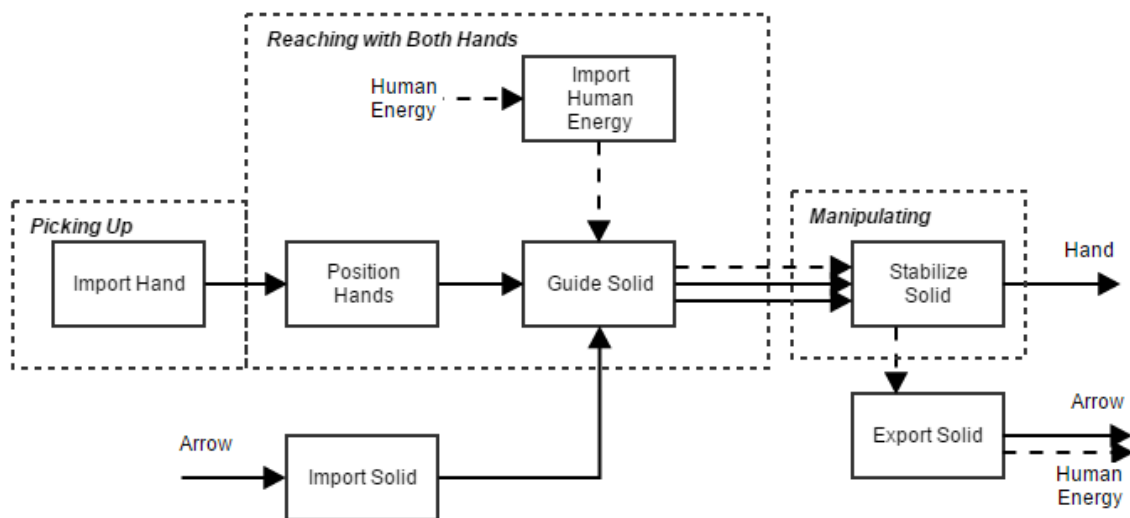 Reaching with Both Hands
Human
Energy
Import
Human
Energy
Picking Up
Import Hand
Position
Hands
Guide Solid
Manipulating
Stabilize
Solid
Hand
Arrow
Import Solid
Export Solid
Arrow
Human
Energy